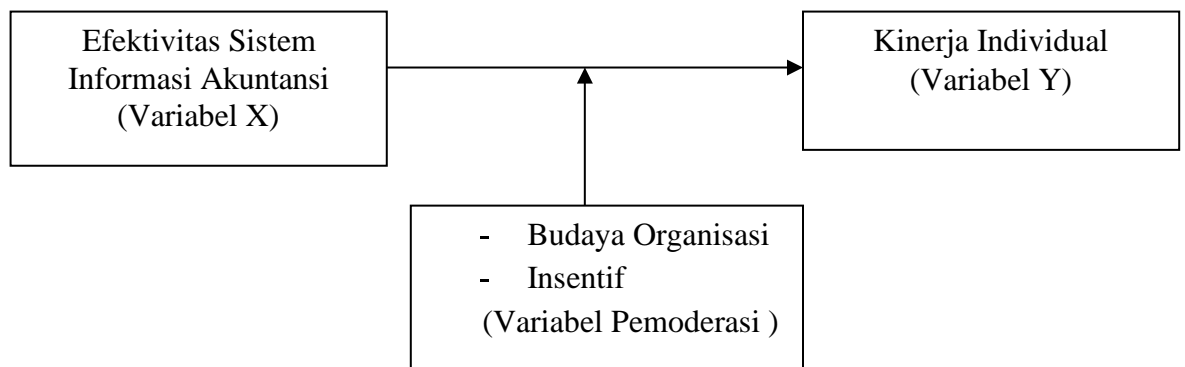 Efektivitas Sistem
Informasi Akuntansi
(Variabel X)
Kinerja Individual
(Variabel Y)
- Budaya Organisasi
- Insentif
(Variabel Pemoderasi )